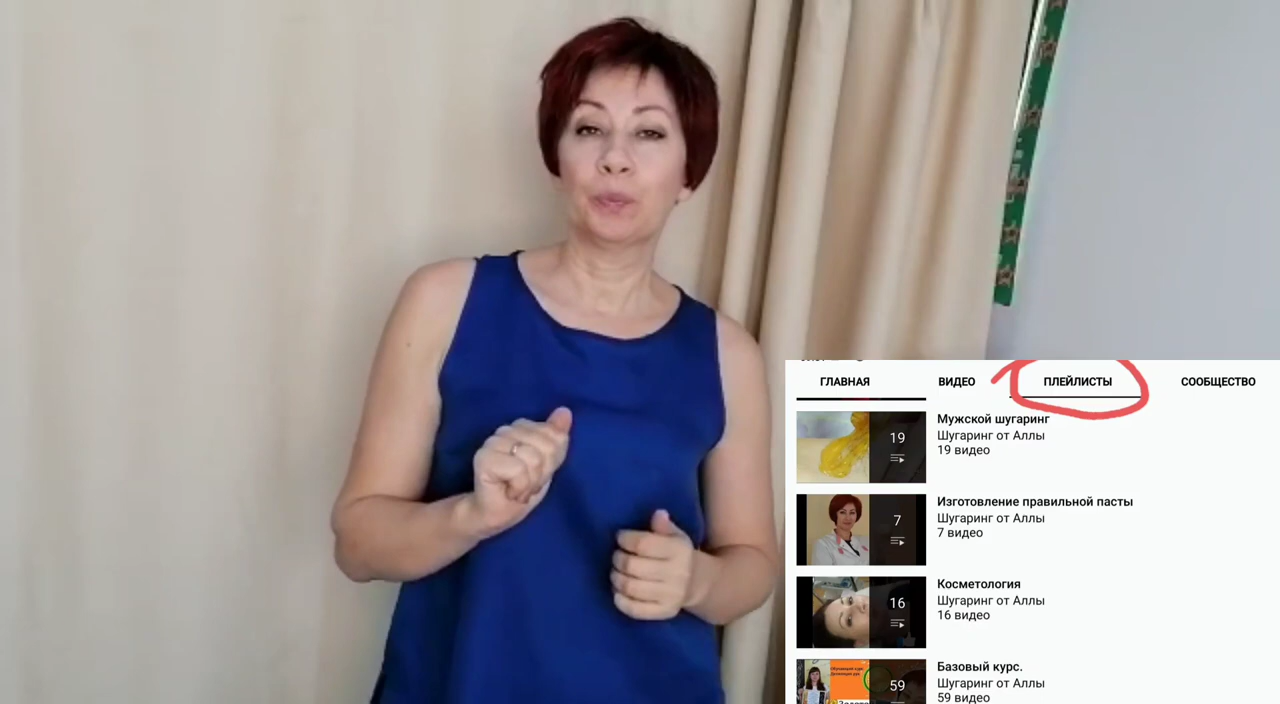 ГЛАВНАЯ ВИДЕО ПЛЕЙЛИСТЫ СООБЩЕСТВО
19
Мужской шугаринг
Шугаринг от Аллы
19 видео
7
Изготовление правильной пасты
Шугаринг от Аллы
7 видео
16
Косметология
Шугаринг от Аллы
16 видео
59
Базовый курс.
Шугаринг от Аллы
59 видео